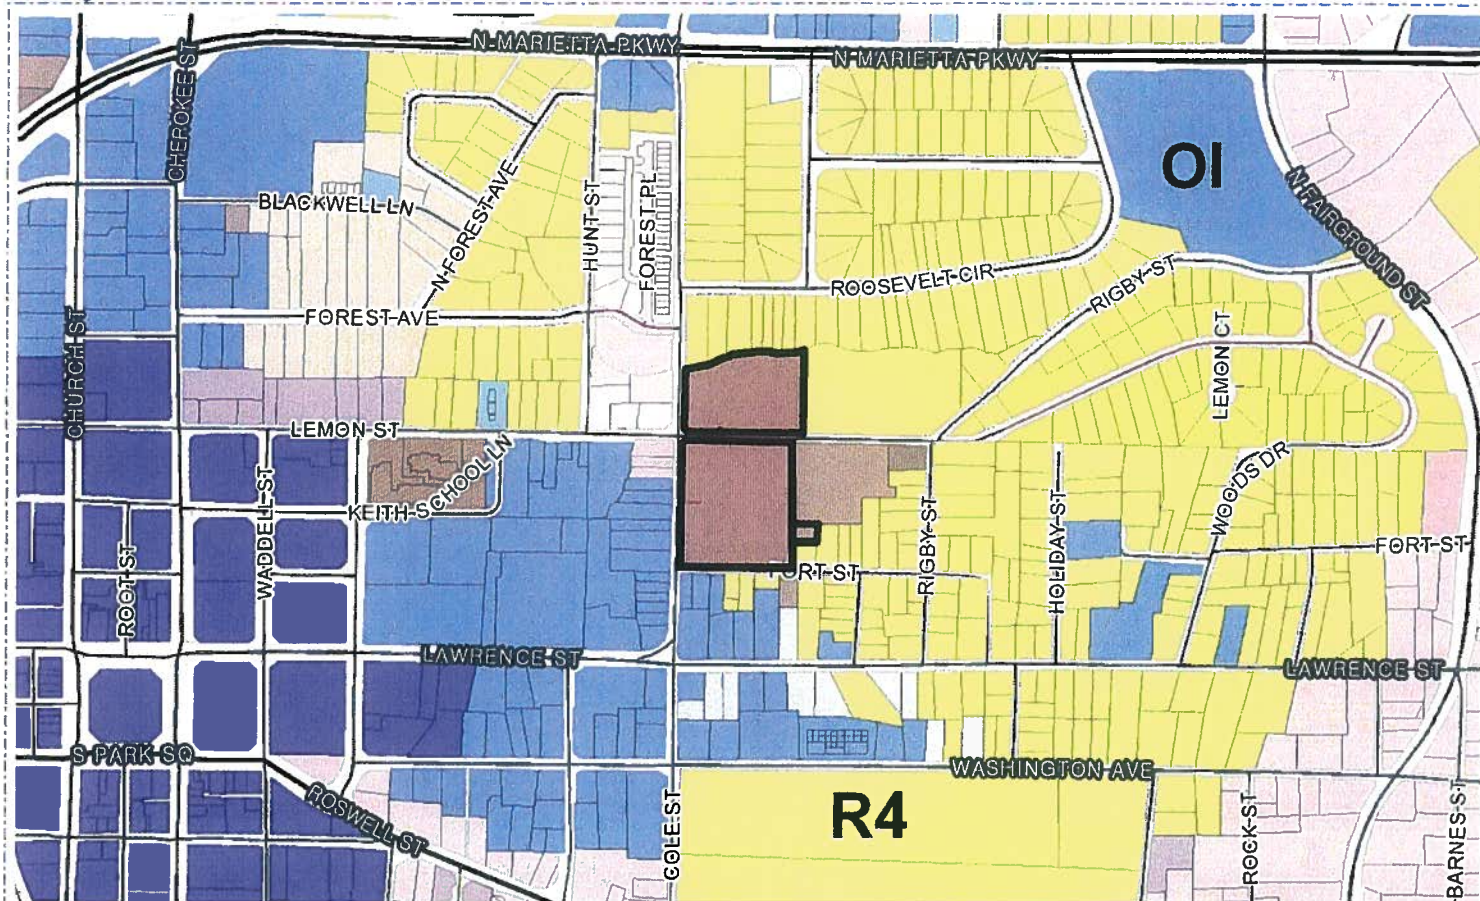 N MARIETTA PKWY
N MARIETTA PKWY
CHEROKEE ST
OI
BLACKWELL LN
N FOREST AVE
HUNT ST
FOREST PL
N FAIRGROUND ST
ROOSEVELT CIR
RIGBY ST
FOREST AVE
CHURCH ST
LEMON CT
LEMON ST
KEITH SCHOOL LN
WADDELL ST
WOODS DR
ROOT ST
RIGBY ST
HOLIDAY ST
FORT ST
FORT ST
LAWRENCE ST
LAWRENCE ST
S PARK SQ
WASHINGTON AVE
ROSWELL ST
COLE ST
R4
ROCK ST
BARNES ST